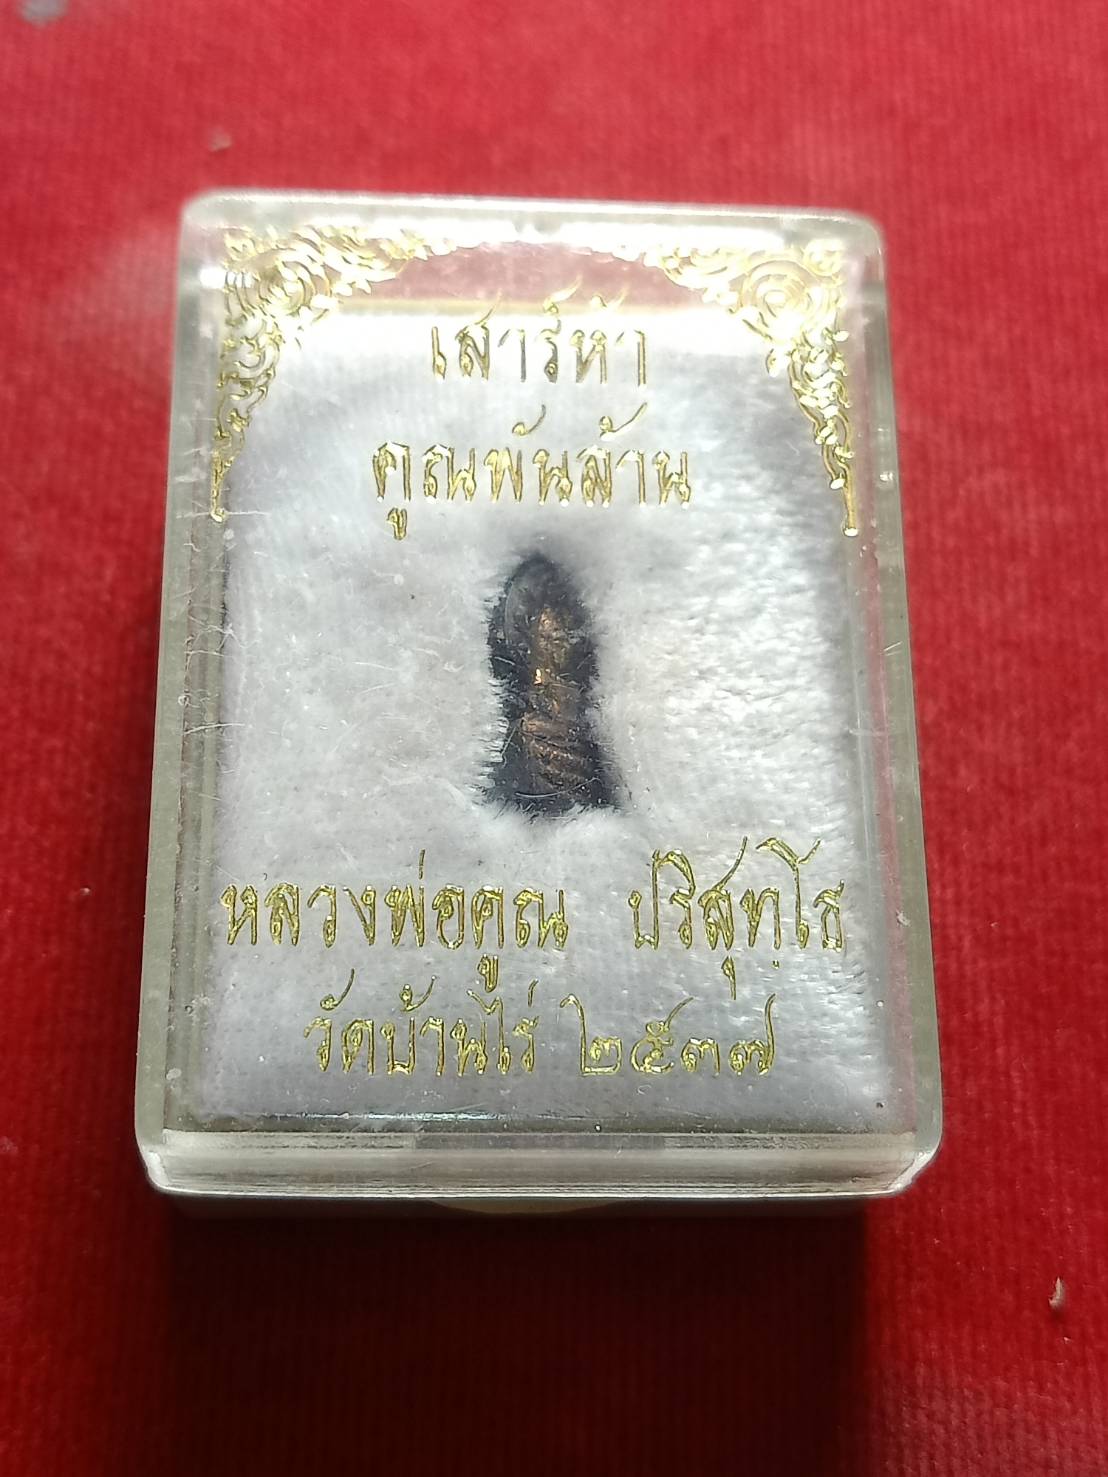 เสาร์ห้า
คูณพันล้าน
หลวงพ่อคูณ ปริสุทฺโธ
วัดบ้านไร่ ๒๕๓๗